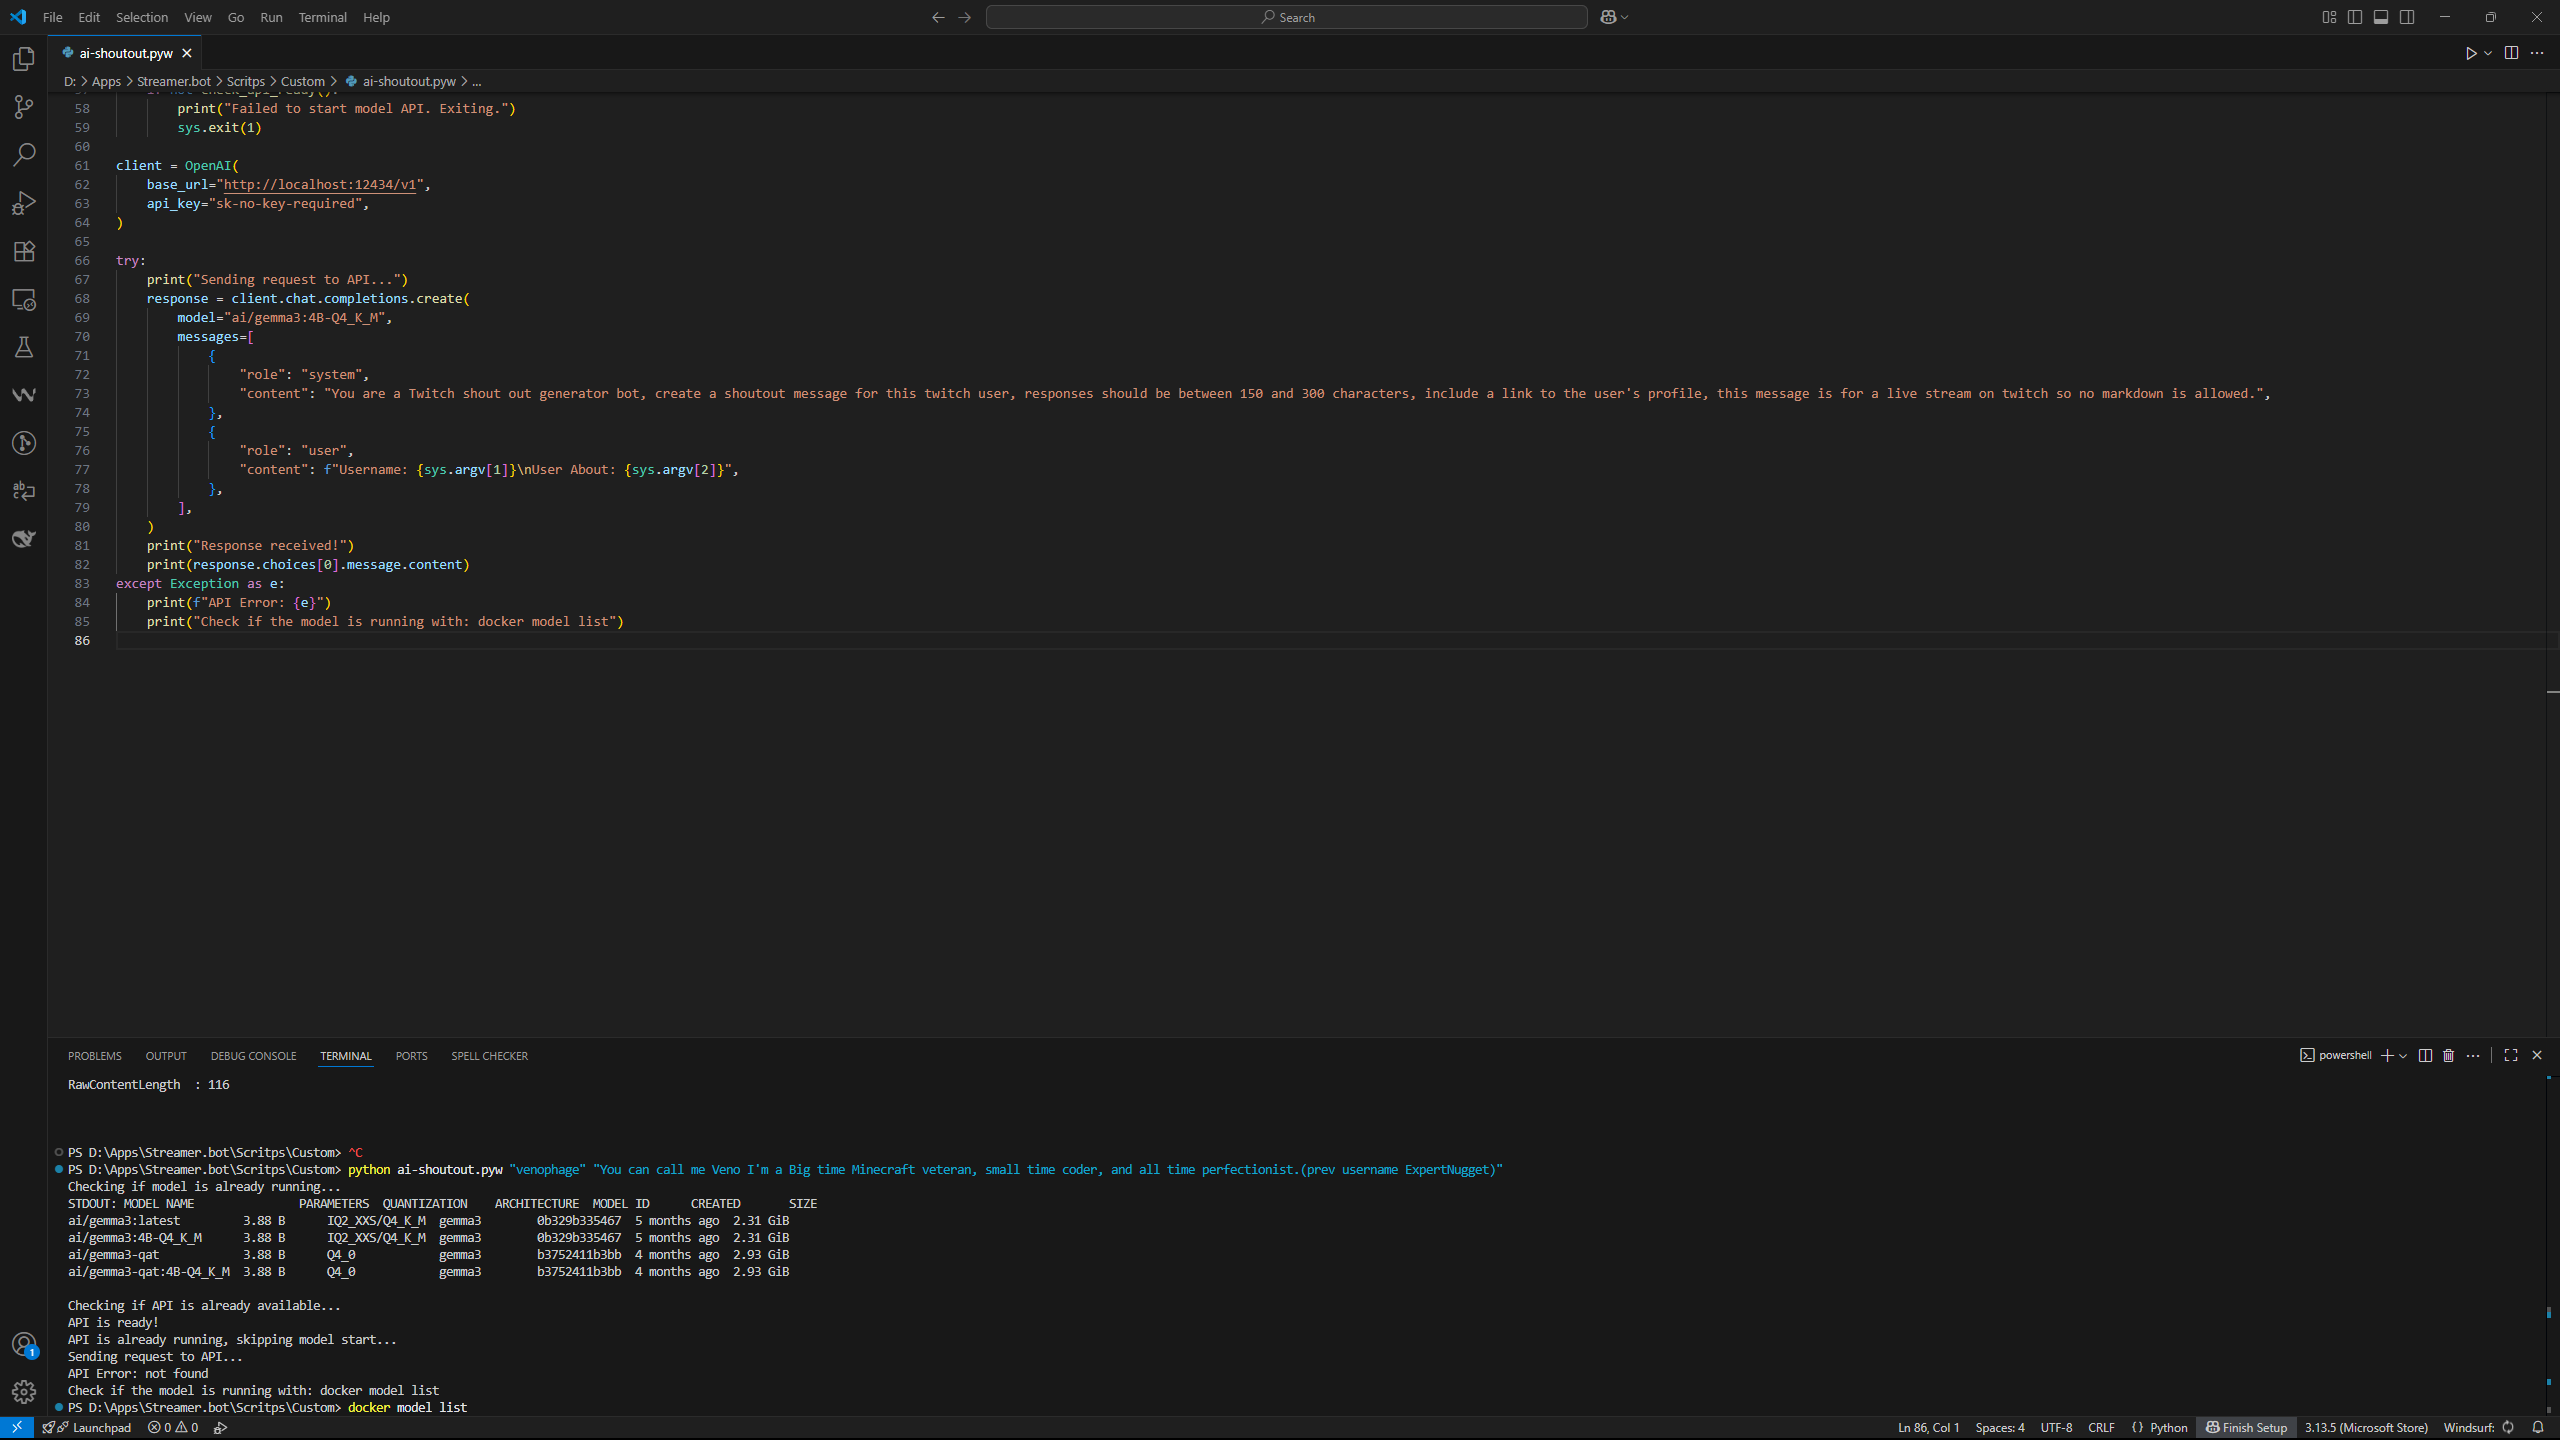 File Edit Selection View Go Run Terminal Help
Search
ai-shoutout.pyw
D: > Apps > Streamer.bot > Scritps > Custom > ai-shoutout.pyw > ...
58 print("Failed to start model API. Exiting.")
59 sys.exit(1)
60
61 client = OpenAI(
62 base_url="http://localhost:12434/v1",
63 api_key="sk-no-key-required",
64 )
65
66 try:
67 print("Sending request to API...")
68 response = client.chat.completions.create(
69 model="ai/gemma3:4B-Q4_K_M",
70 messages=[
71 {
72 "role": "system",
73 "content": "You are a Twitch shout out generator bot, create a shoutout message for this twitch user, responses should be between 150 and 300 characters, include a link to the user's profile, this message is for a live stream on twitch so no markdown is allowed.",
74 },
75 {
76 "role": "user",
77 "content": f"Username: {sys.argv[1]}\nUser About: {sys.argv[2]}",
78 },
79 ],
80 )
81 print("Response received!")
82 print(response.choices[0].message.content)
83 except Exception as e:
84 print(f"API Error: {e}")
85 print("Check if the model is running with: docker model list")
86
PROBLEMS OUTPUT DEBUG CONSOLE TERMINAL PORTS SPELL CHECKER
powershell
RawContentLength : 116
PS D:\Apps\Streamer.bot\Scritps\Custom> ^C
PS D:\Apps\Streamer.bot\Scritps\Custom> python ai-shoutout.pyw "venophage" "You can call me Veno I'm a Big time Minecraft veteran, small time coder, and all time perfectionist.(prev username ExpertNugget)"
Checking if model is already running...
STDOUT: MODEL NAME PARAMETERS QUANTIZATION ARCHITECTURE MODEL ID CREATED SIZE
ai/gemma3:latest 3.88 B IQ2_XXS/Q4_K_M gemma3 0b329b335467 5 months ago 2.31 GiB
ai/gemma3:4B-Q4_K_M 3.88 B IQ2_XXS/Q4_K_M gemma3 0b329b335467 5 months ago 2.31 GiB
ai/gemma3-qat 3.88 B Q4_0 gemma3 b3752411b3bb 4 months ago 2.93 GiB
ai/gemma3-qat:4B-Q4_K_M 3.88 B Q4_0 gemma3 b3752411b3bb 4 months ago 2.93 GiB
Checking if API is already available...
API is ready!
API is already running, skipping model start...
Sending request to API...
API Error: not found
Check if the model is running with: docker model list
PS D:\Apps\Streamer.bot\Scritps\Custom> docker model list
1
Launchpad 0 0 Ln 86, Col 1 Spaces: 4 UTF-8 CRLF {} Python Finish Setup 3.13.5 (Microsoft Store) Windsurf: